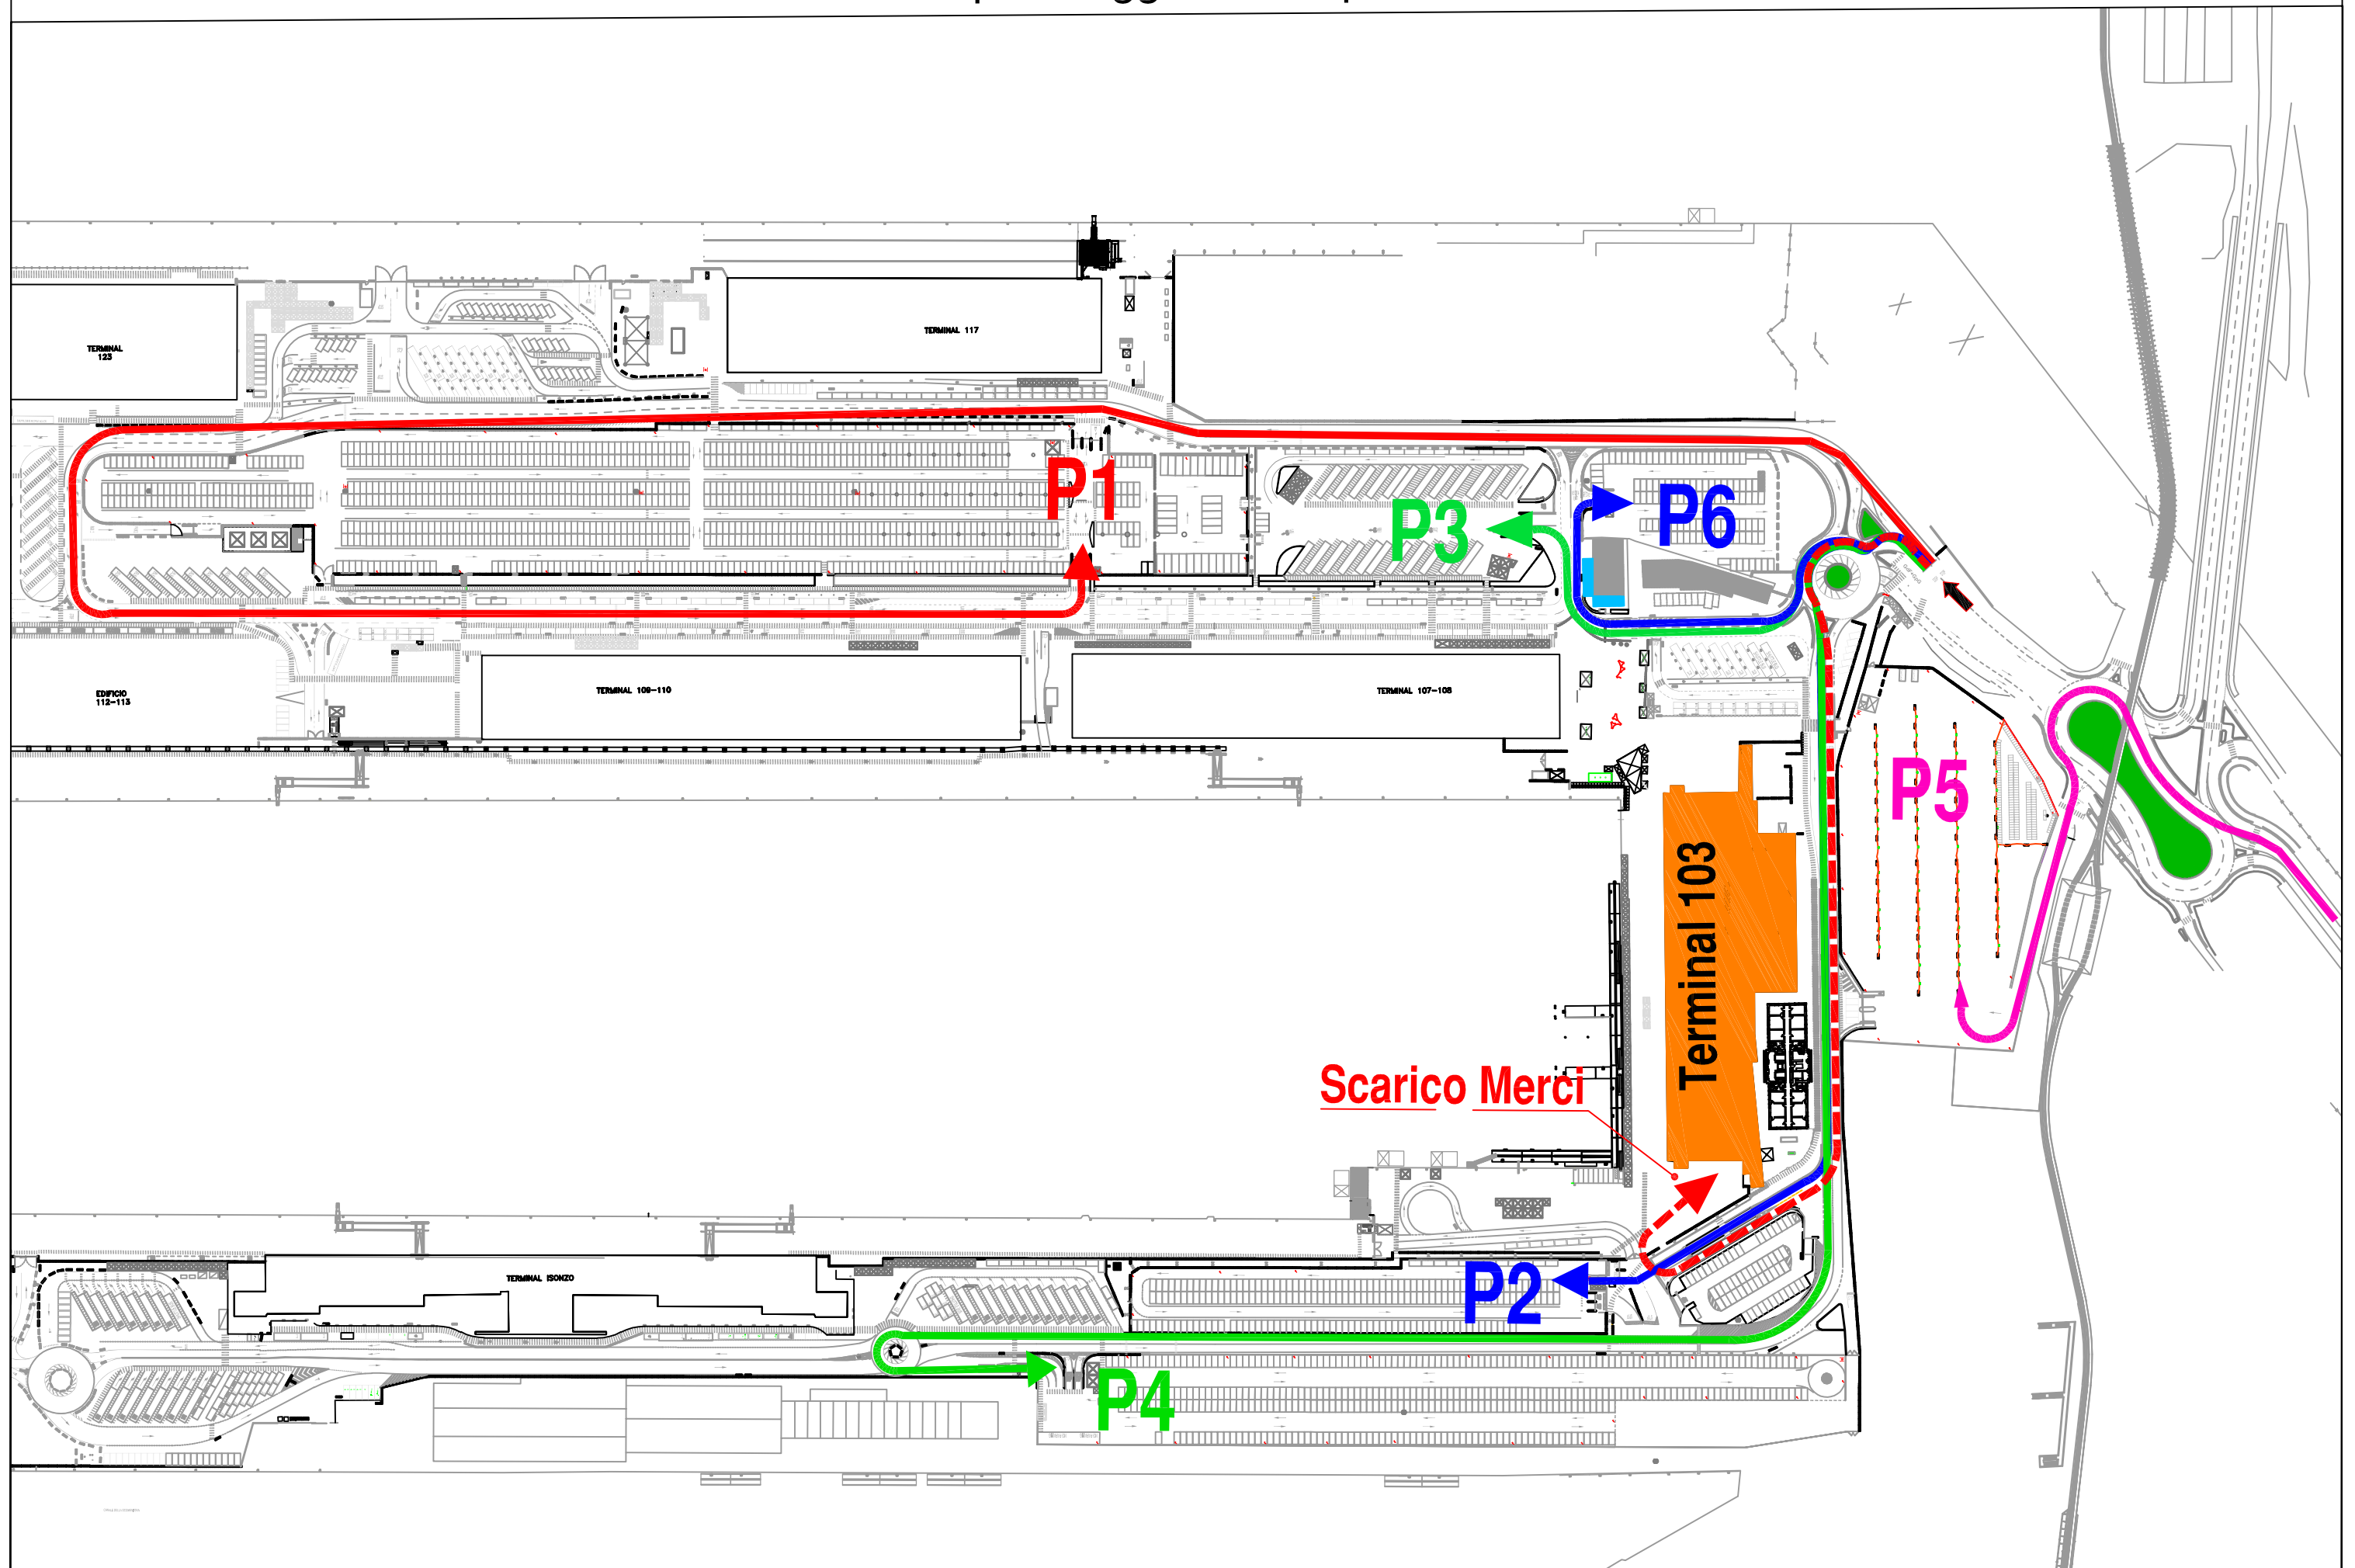 TERMINAL
123
TERMINAL 117
P1
P3
P6
EDIFICIO
112-113
TERMINAL 109-110
TERMINAL 107-108
P5
Terminal 103
Scarico Merci
TERMINAL ISONZO
P2
P4